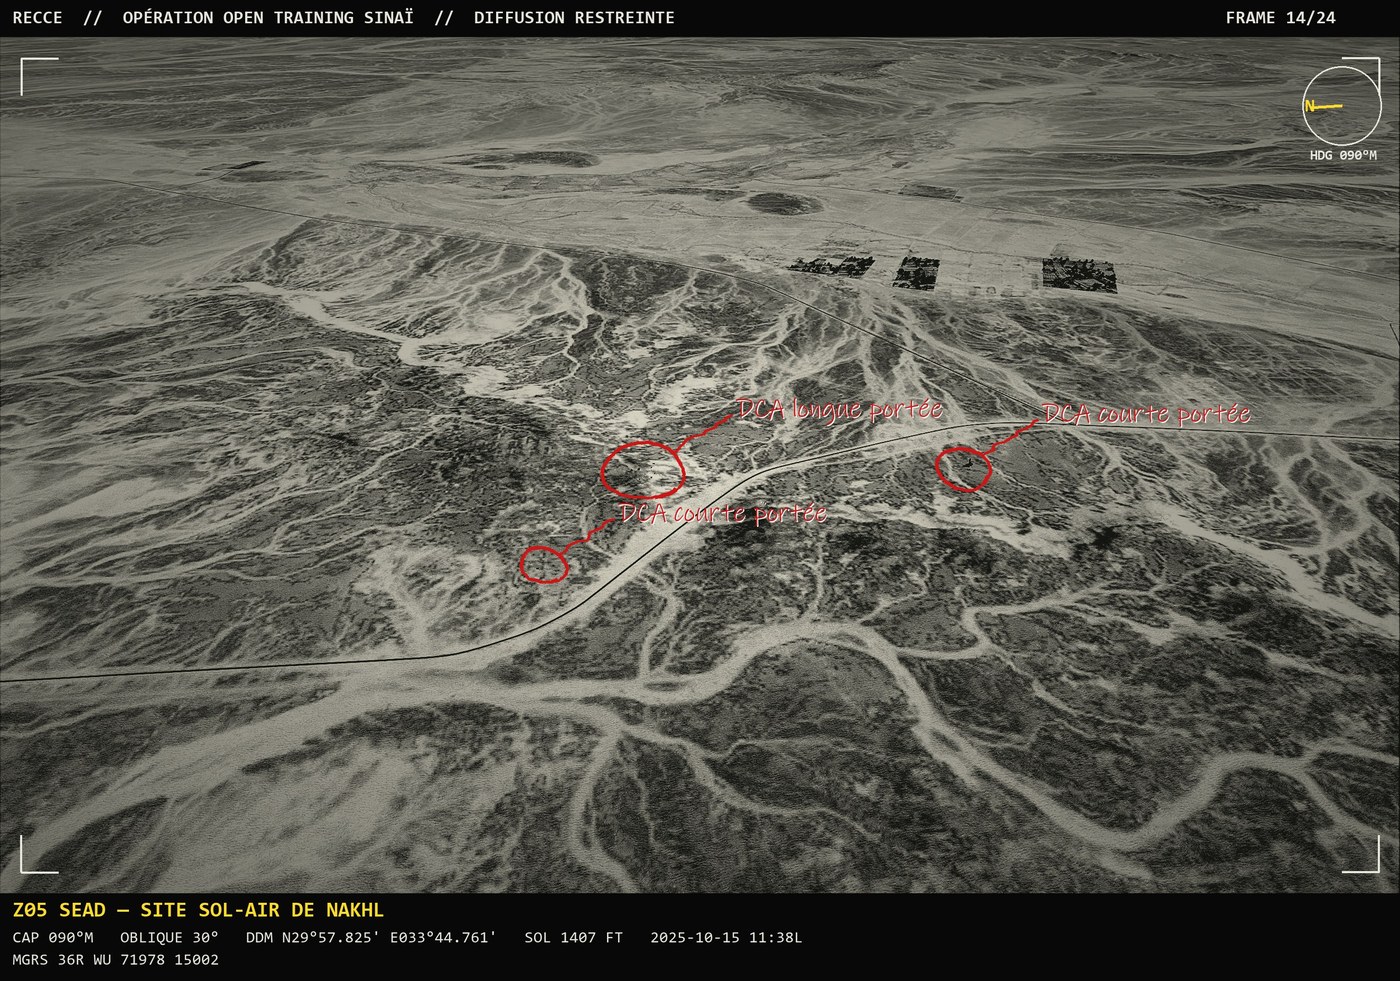 RECCE // OPÉRATION OPEN TRAINING SINAÏ // DIFFUSION RESTREINTE FRAME 14/24
N
HDG 090°M
DCA longue portée
DCA courte portée
DCA courte portée
Z05 SEAD — SITE SOL-AIR DE NAKHL
CAP 090°M OBLIQUE 30° DDM N29°57.825' E033°44.761' SOL 1407 FT 2025-10-15 11:38L
MGRS 36R WU 71978 15002